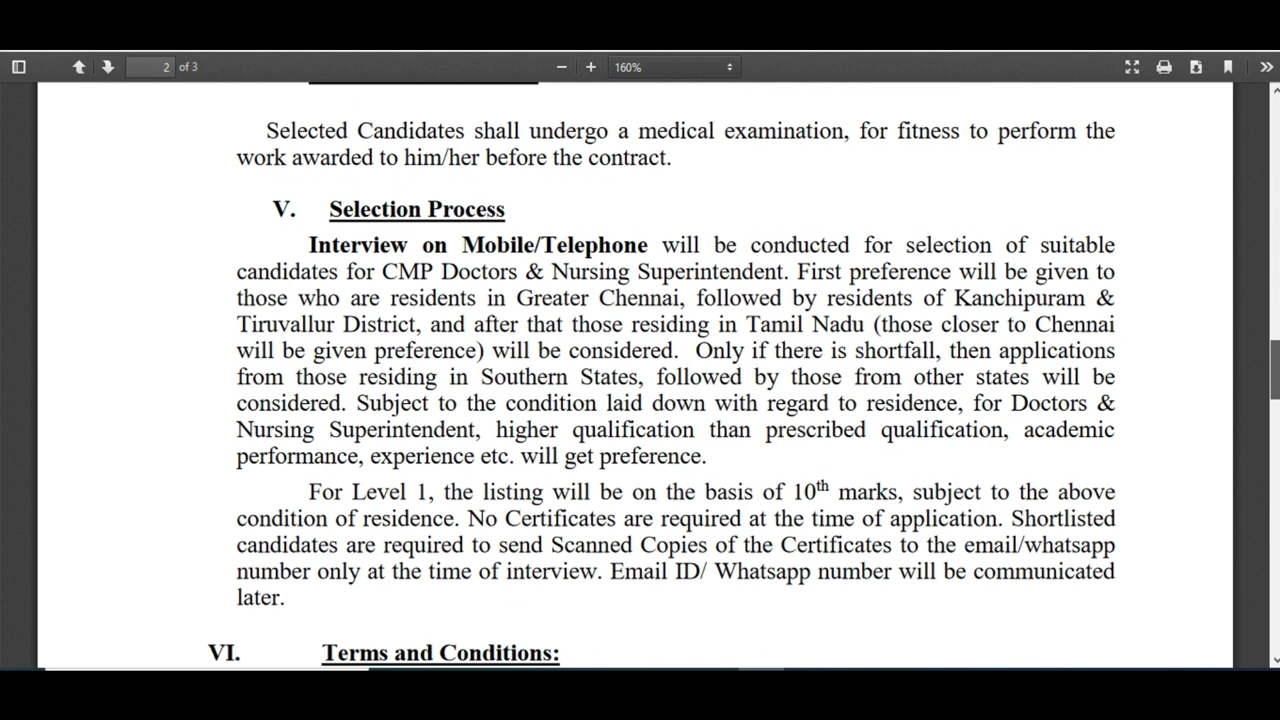 2 of 3
160%
Selected Candidates shall undergo a medical examination, for fitness to perform the
work awarded to him/her before the contract.
V. Selection Process
Interview on Mobile/Telephone will be conducted for selection of suitable
candidates for CMP Doctors & Nursing Superintendent. First preference will be given to
those who are residents in Greater Chennai, followed by residents of Kanchipuram &
Tiruvallur District, and after that those residing in Tamil Nadu (those closer to Chennai
will be given preference) will be considered. Only if there is shortfall, then applications
from those residing in Southern States, followed by those from other states will be
considered. Subject to the condition laid down with regard to residence, for Doctors &
Nursing Superintendent, higher qualification than prescribed qualification, academic
performance, experience etc. will get preference.
For Level 1, the listing will be on the basis of 10th marks, subject to the above
condition of residence. No Certificates are required at the time of application. Shortlisted
candidates are required to send Scanned Copies of the Certificates to the email/whatsapp
number only at the time of interview. Email ID/ Whatsapp number will be communicated
later.
VI. Terms and Conditions: